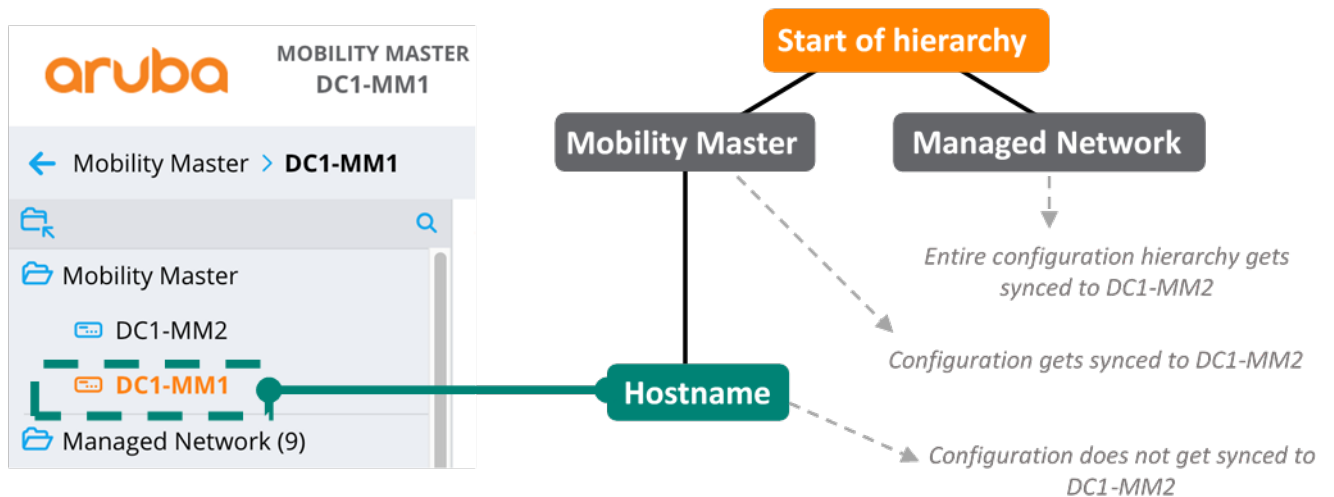 aruba
MOBILITY MASTER
DC1-MM1
Mobility Master > DC1-MM1
Mobility Master
DC1-MM2
DC1-MM1
Managed Network (9)
Start of hierarchy
Mobility Master
Managed Network
Entire configuration hierarchy gets
synced to DC1-MM2
Configuration gets synced to DC1-MM2
Hostname
Configuration does not get synced to
DC1-MM2